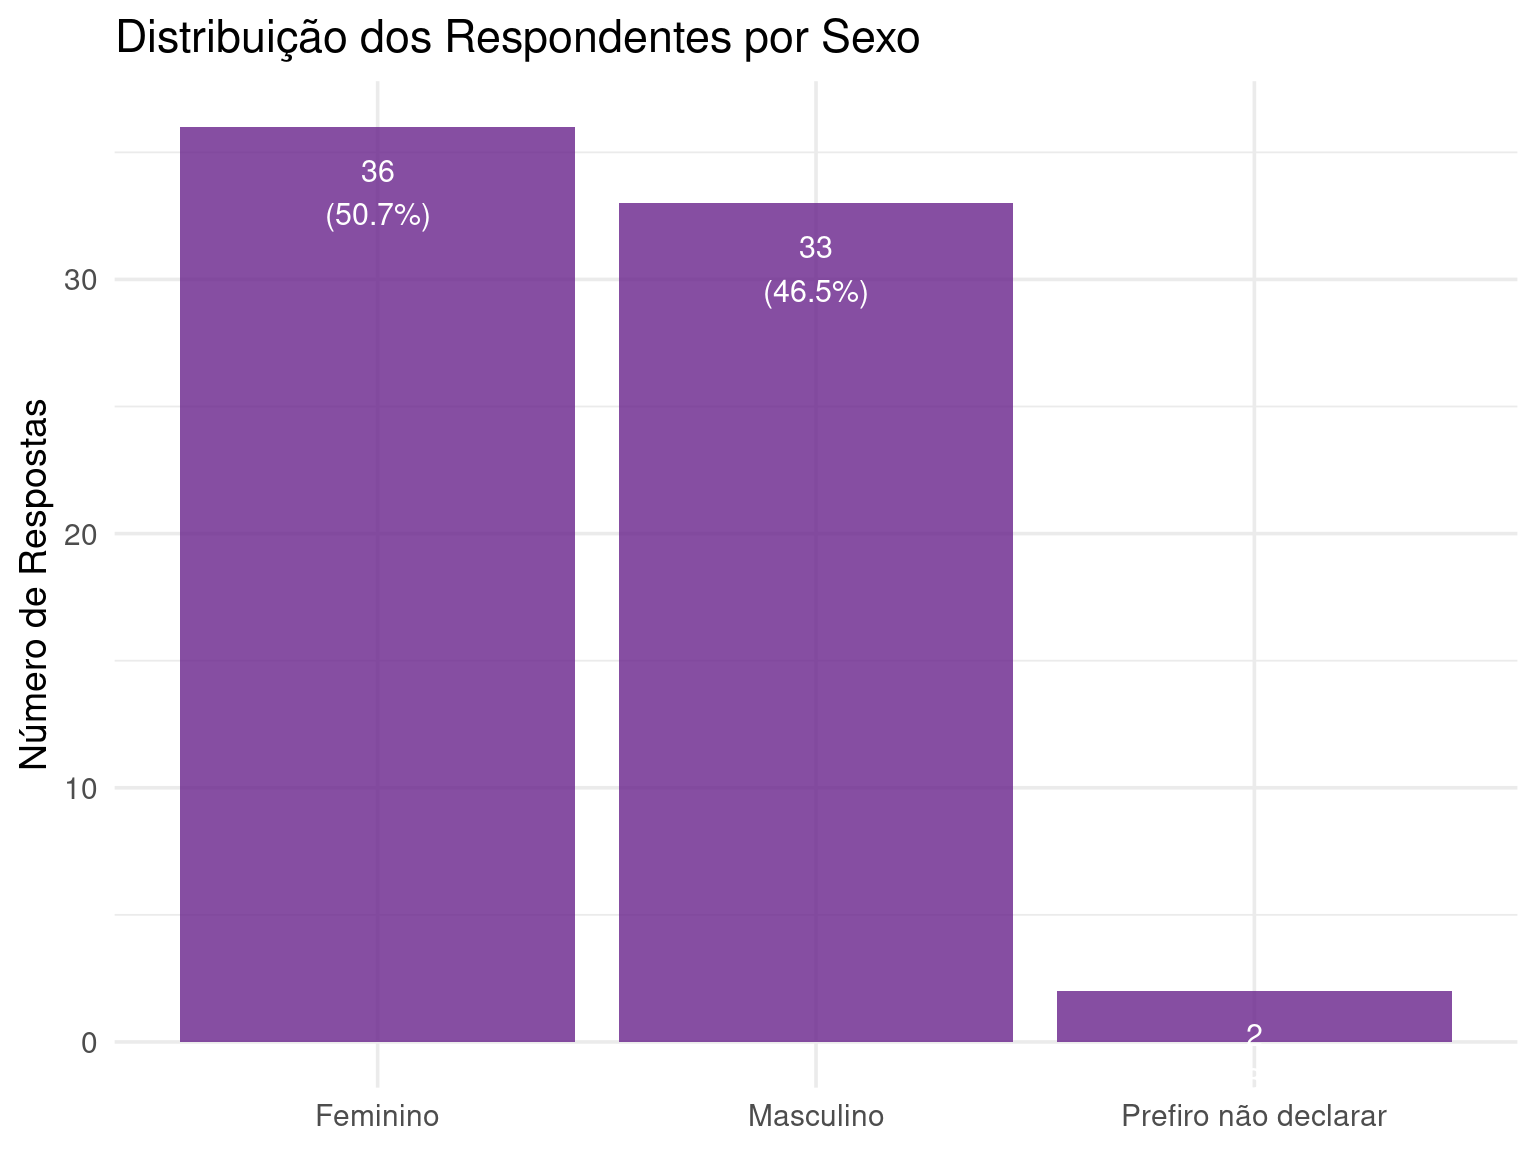 Distribuição dos Respondentes por Sexo
Número de Respostas
30
20
10
0
36
(50.7%)
33
(46.5%)
2
Feminino
Masculino
Prefiro não declarar